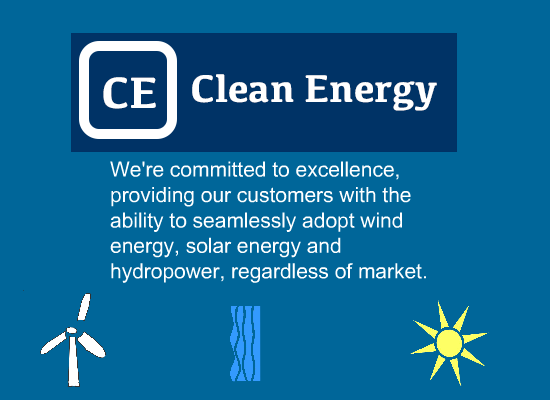 CE
Clean Energy
We're committed to excellence,
providing our customers with the
ability to seamlessly adopt wind
energy, solar energy and
hydropower, regardless of market.